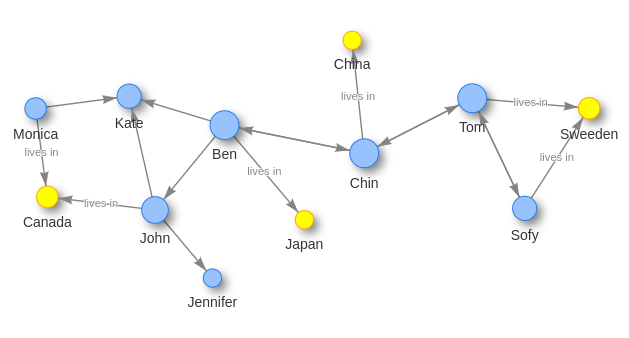 China
lives in
Kate
Monica
lives in
Tom
lives in
Sweeden
Ben
lives in
Chin
lives in
Canada
lives in
John
Japan
Sofy
Jennifer